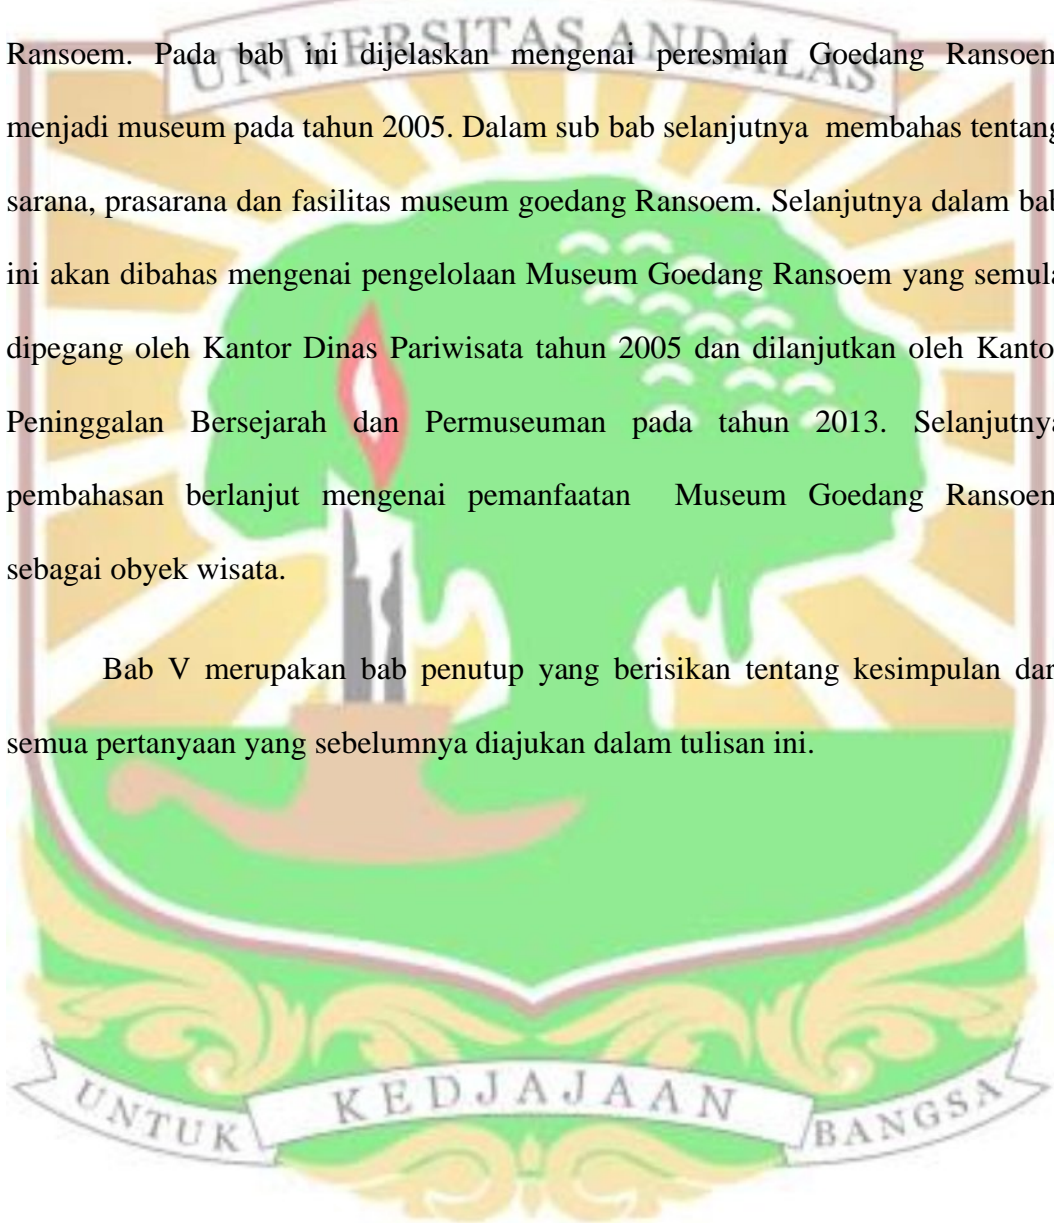 UNIVERSITAS ANDALAS
Ransoem. Pada bab ini dijelaskan mengenai peresmian Goedang Ransoem
menjadi museum pada tahun 2005. Dalam sub bab selanjutnya membahas tentang
sarana, prasarana dan fasilitas museum goedang Ransoem. Selanjutnya dalam bab
ini akan dibahas mengenai pengelolaan Museum Goedang Ransoem yang semula
dipegang oleh Kantor Dinas Pariwisata tahun 2005 dan dilanjutkan oleh Kantor
Peninggalan Bersejarah dan Permuseuman pada tahun 2013. Selanjutnya
pembahasan berlanjut mengenai pemanfaatan Museum Goedang Ransoem
sebagai obyek wisata.
Bab V merupakan bab penutup yang berisikan tentang kesimpulan dari
semua pertanyaan yang sebelumnya diajukan dalam tulisan ini.
UNTUK KEDJAJAAN BANGSA